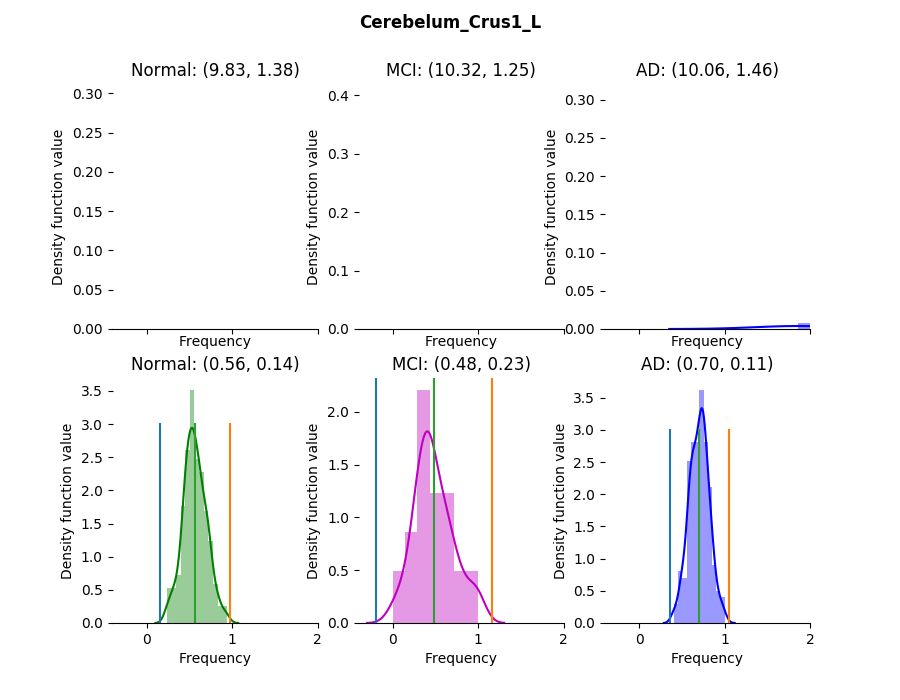 Cerebelum_Crus1_L
Normal: (9.83, 1.38)
MCI: (10.32, 1.25)
AD: (10.06, 1.46)
Density function value
0.30
0.25
0.20
0.15
0.10
0.05
0.00
Frequency
Density function value
0.4
0.3
0.2
0.1
0.0
Frequency
Density function value
0.30
0.25
0.20
0.15
0.10
0.05
0.00
Frequency
Normal: (0.56, 0.14)
MCI: (0.48, 0.23)
AD: (0.70, 0.11)
Density function value
3.5
3.0
2.5
2.0
1.5
1.0
0.5
0.0
0 1 2
Frequency
Density function value
2.0
1.5
1.0
0.5
0.0
0 1 2
Frequency
Density function value
3.5
3.0
2.5
2.0
1.5
1.0
0.5
0.0
0 1 2
Frequency